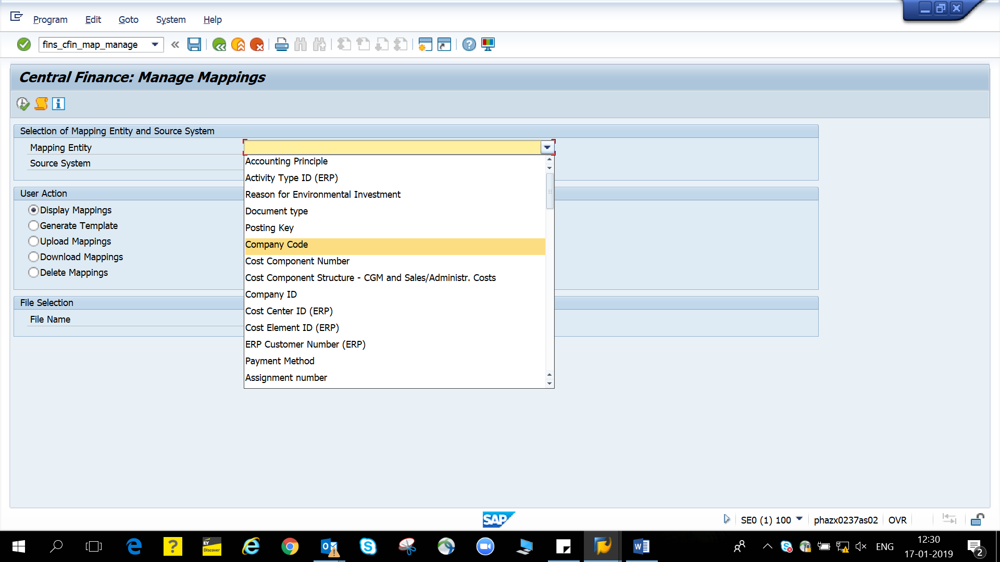 Program Edit Goto System Help
fins_cfin_map_manage
Central Finance: Manage Mappings
Selection of Mapping Entity and Source System
Mapping Entity
Source System
Accounting Principle
Activity Type ID (ERP)
Reason for Environmental Investment
Document type
Posting Key
Company Code
Cost Component Number
Cost Component Structure - CGM and Sales/Administr. Costs
Company ID
Cost Center ID (ERP)
Cost Element ID (ERP)
ERP Customer Number (ERP)
Payment Method
Assignment number
User Action
Display Mappings
Generate Template
Upload Mappings
Download Mappings
Delete Mappings
File Selection
File Name
SAP
SE0 (1) 100 phazx0237as02 OVR
EY
Discover
ENG
12:30
17-01-2019
2